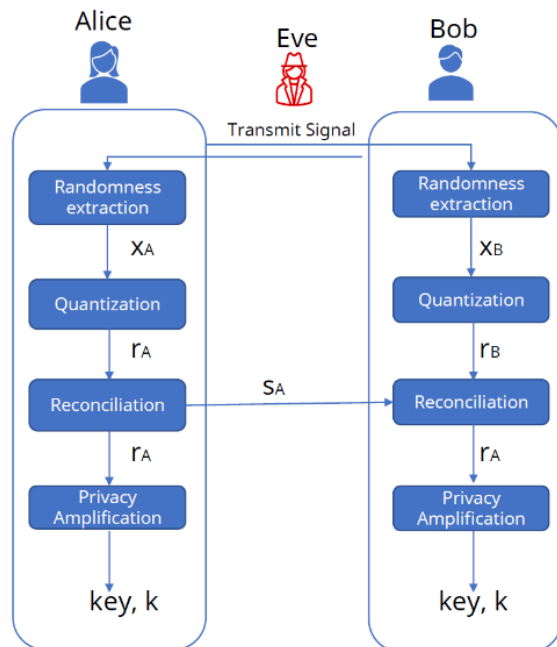 Alice
Eve
Bob
Transmit Signal
Randomness
extraction
Randomness
extraction
xA
xB
Quantization
Quantization
rA
rB
Reconciliation
sA
Reconciliation
rA
rA
Privacy
Amplification
Privacy
Amplification
key, k
key, k